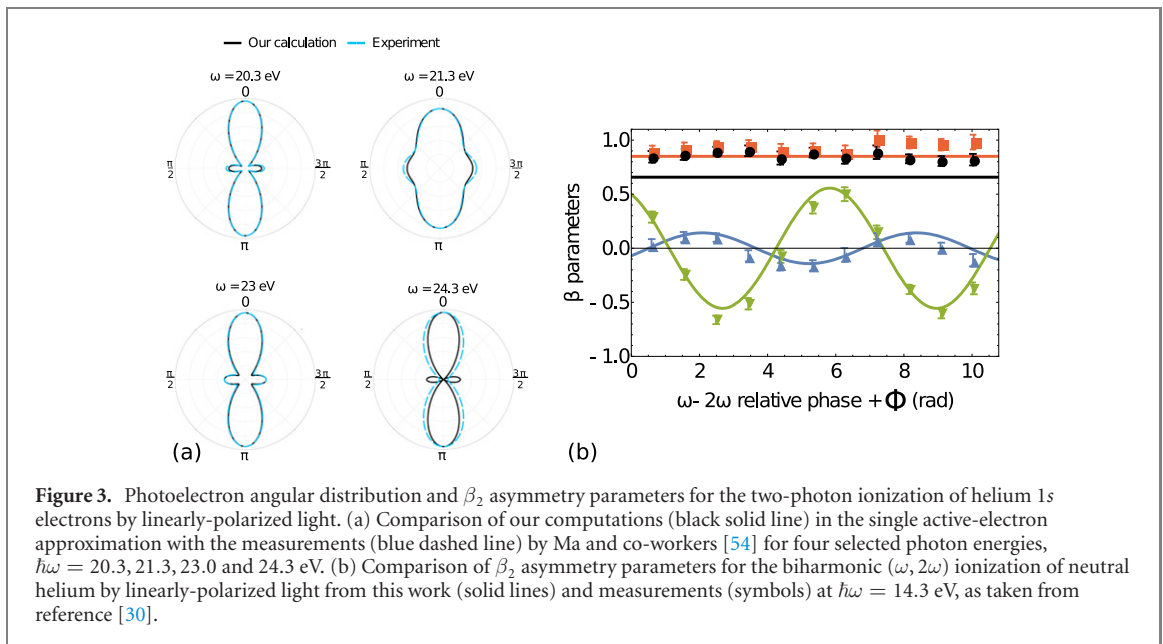 Our calculation Experiment
ω = 20.3 eV
0
π/2
3π/2
π
ω = 21.3 eV
0
π/2
3π/2
π
ω = 23 eV
0
π/2
3π/2
π
ω = 24.3 eV
0
π/2
3π/2
π
(a)
β parameters
1.0
0.5
0.0
- 0.5
- 1.0
0 2 4 6 8 10
ω- 2ω relative phase + Φ (rad)
(b)
Figure 3. Photoelectron angular distribution and β₂ asymmetry parameters for the two-photon ionization of helium 1s
electrons by linearly-polarized light. (a) Comparison of our computations (black solid line) in the single active-electron
approximation with the measurements (blue dashed line) by Ma and co-workers [54] for four selected photon energies,
ℏω = 20.3, 21.3, 23.0 and 24.3 eV. (b) Comparison of β₂ asymmetry parameters for the biharmonic (ω, 2ω) ionization of neutral
helium by linearly-polarized light from this work (solid lines) and measurements (symbols) at ℏω = 14.3 eV, as taken from
reference [30].